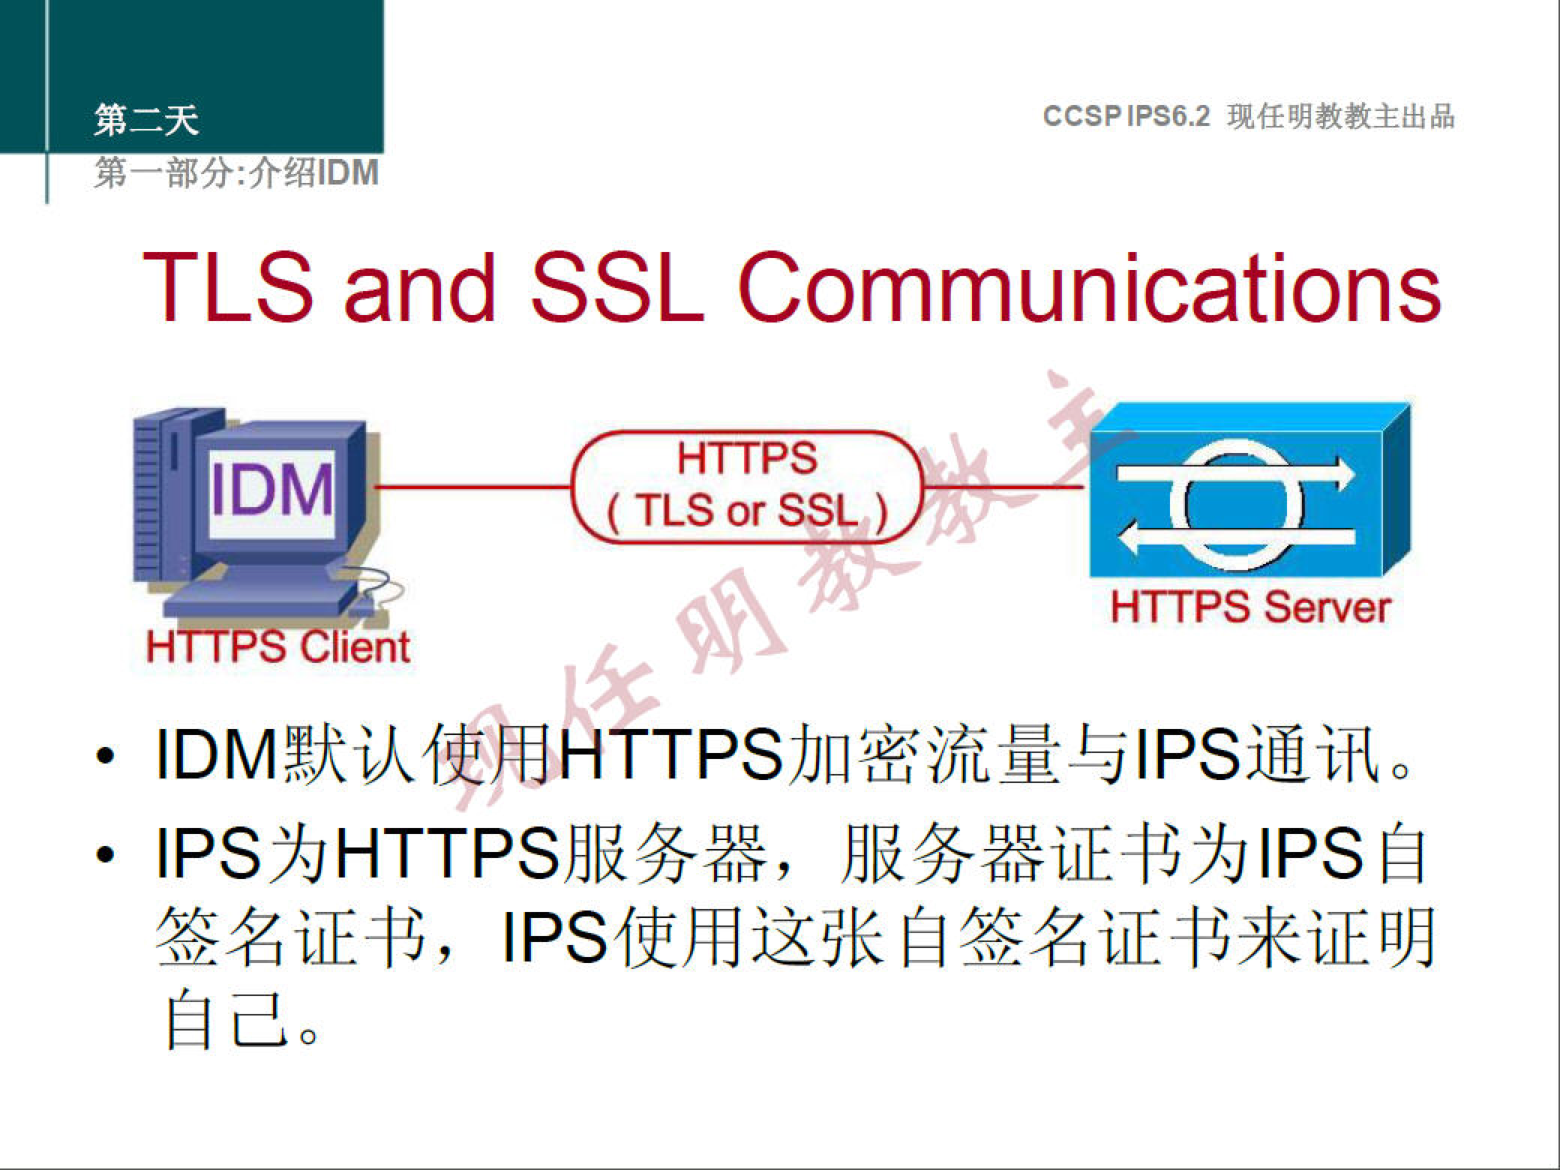 第二天
CCSP IPS6.2 现任明教教主出品
第一部分:介绍IDM
TLS and SSL Communications
IDM
HTTPS
( TLS or SSL )
HTTPS Client
HTTPS Server
现任明教教主
• IDM默认使用HTTPS加密流量与IPS通讯。
• IPS为HTTPS服务器，服务器证书为IPS自
签名证书，IPS使用这张自签名证书来证明
自己。